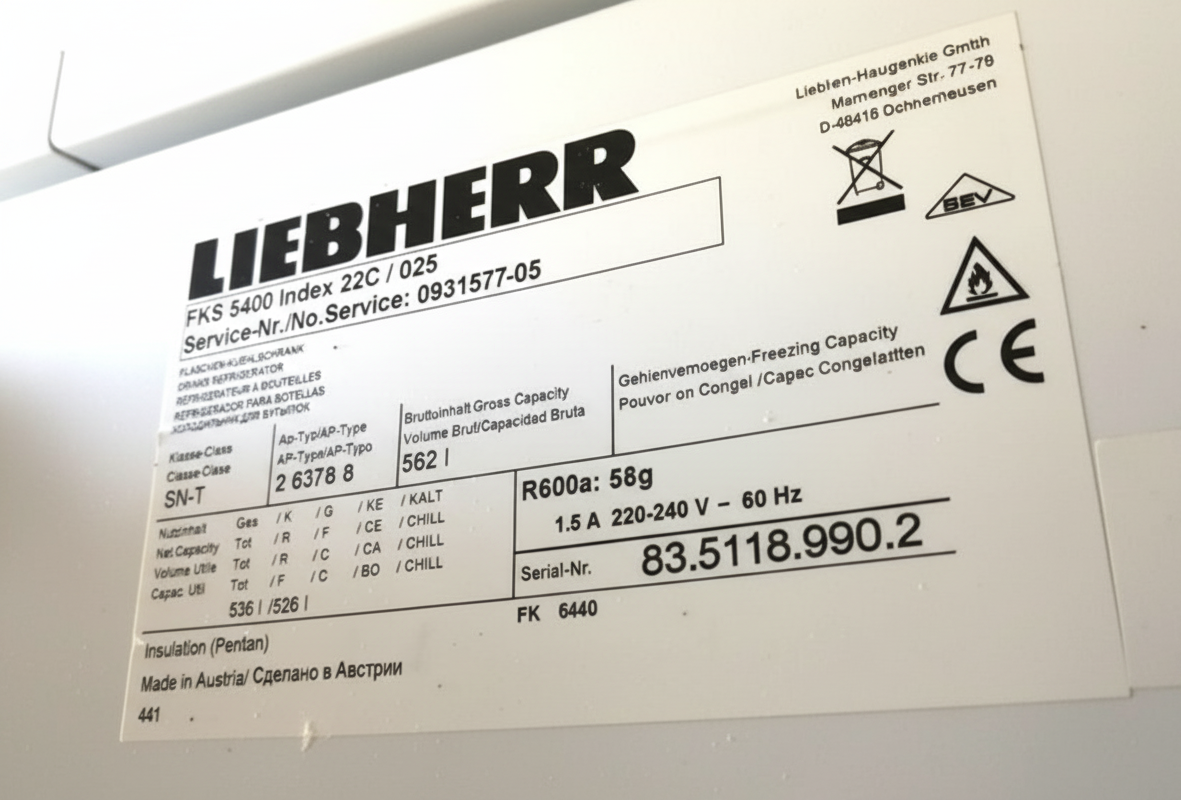 Liebien-Haugenkie Gmth
Mamenger Str. 77-79
D-48416 Ochnemeusen
LIEBHERR
FKS 5400 Index 22C / 025
Service-Nr./No.Service: 0931577-05
BEV
CE
DRINKS REFRIGERATOR
REFRIGERATEUR A BOUTEILLES
REFRIGERADOR PARA BOTELLAS
Klasse-Class
Classe-Clase
SN-T
Ap-Typ/AP-Type
AP-Type/AP-Typo
2 6378 8
Bruttoinhalt Gross Capacity
Volume Brut/Capacidad Bruta
562 l
Gehienvemoegen-Freezing Capacity
Pouvor on Congel /Capec Congelattten
Nutzinhalt Ges /K /G /KE /KALT
Net Capacity Tot /R /F /CE /CHILL
Volume Utile Tot /R /C /CA /CHILL
Capac Util Tot /F /C /BO /CHILL
536 l /526 l
R600a: 58g
1.5 A 220-240 V – 60 Hz
Serial-Nr. 83.5118.990.2
FK 6440
Insulation (Pentan)
Made in Austria/ Сделано в Австрии
441